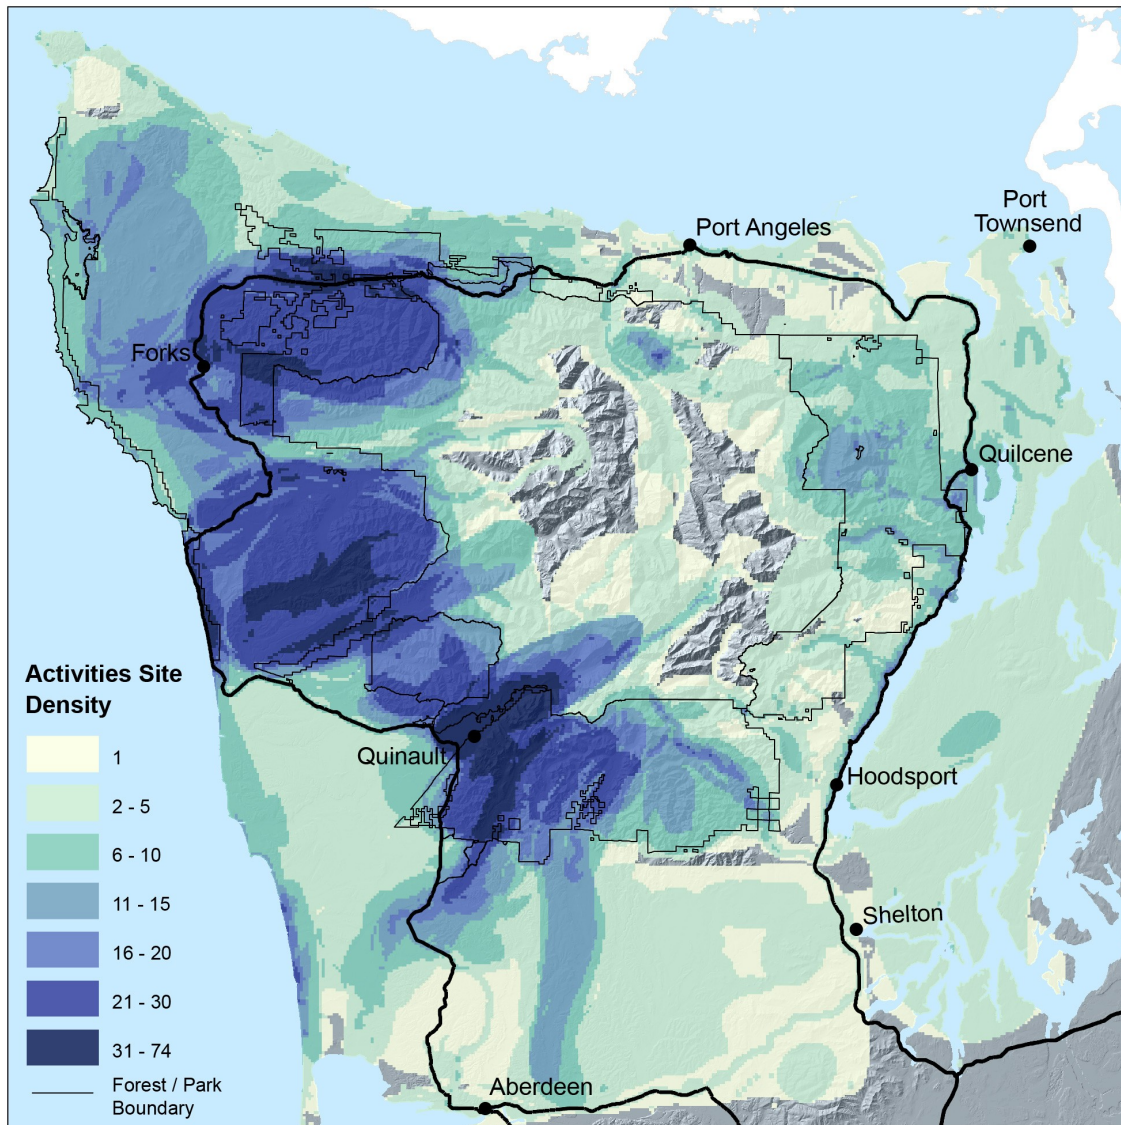 Port
Townsend
Port Angeles
Forks
Quilcene
Activities Site
Density
1
2 - 5
6 - 10
11 - 15
16 - 20
21 - 30
31 - 74
Forest / Park
Boundary
Quinault
Hoodsport
Shelton
Aberdeen